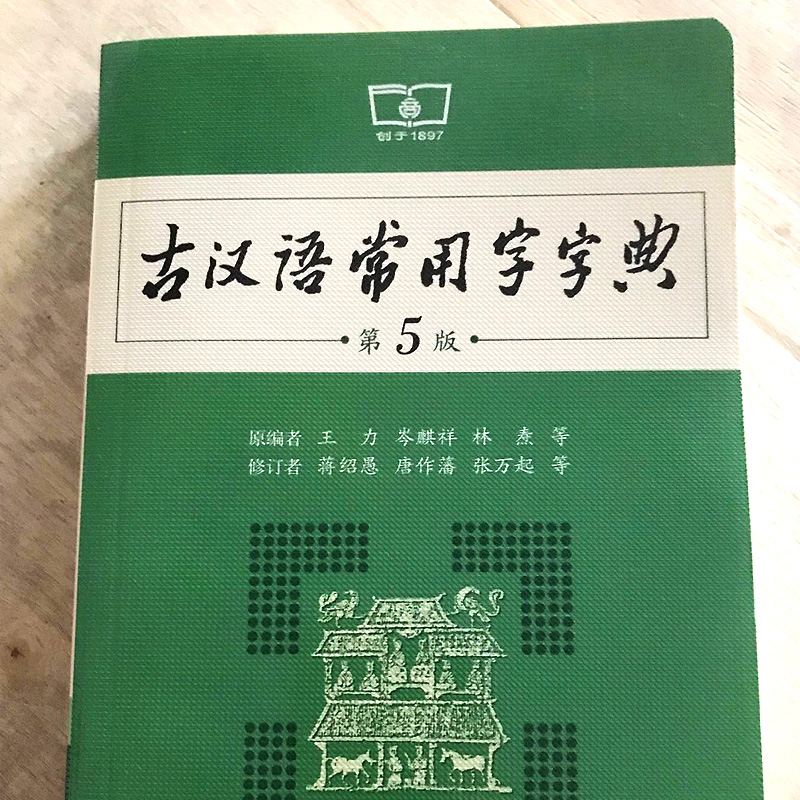 创于1897
古汉语常用字字典
第5版
原编者 王力 岑麒祥 林焘 等
修订者 蒋绍愚 唐作藩 张万起 等